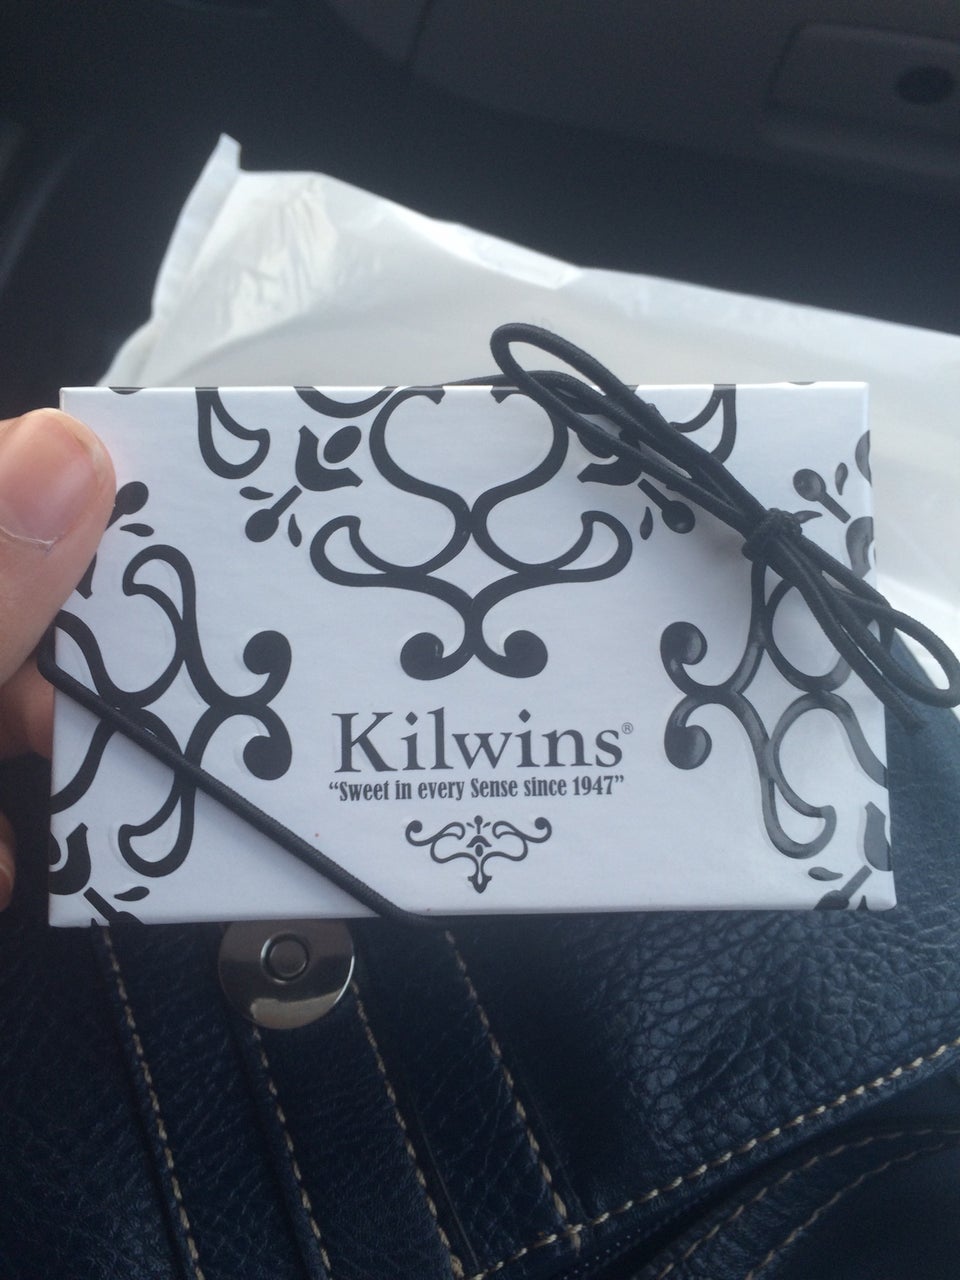 Kilwins®
“Sweet in every Sense since 1947”